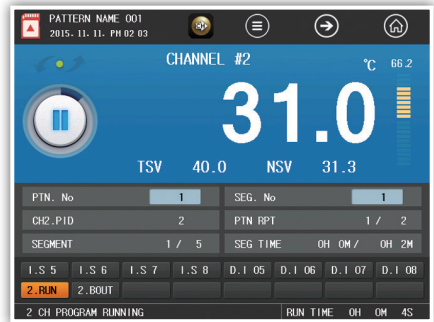 PATTERN NAME 001
2015. 11. 11. PM 02 03
CH
CHANNEL #2
℃ 66.2
31.0
TSV 40.0 NSV 31.3
PTN. No 1 SEG. No 1
CH2.PID 2 PTN RPT 1 / 2
SEGMENT 1 / 5 SEG TIME 0H 0M / 0H 2M
I.S 5 I.S 6 I.S 7 I.S 8 D.I 05 D.I 06 D.I 07 D.I 08
2.RUN 2.BOUT
2 CH PROGRAM RUNNING RUN TIME 0H 0M 4S